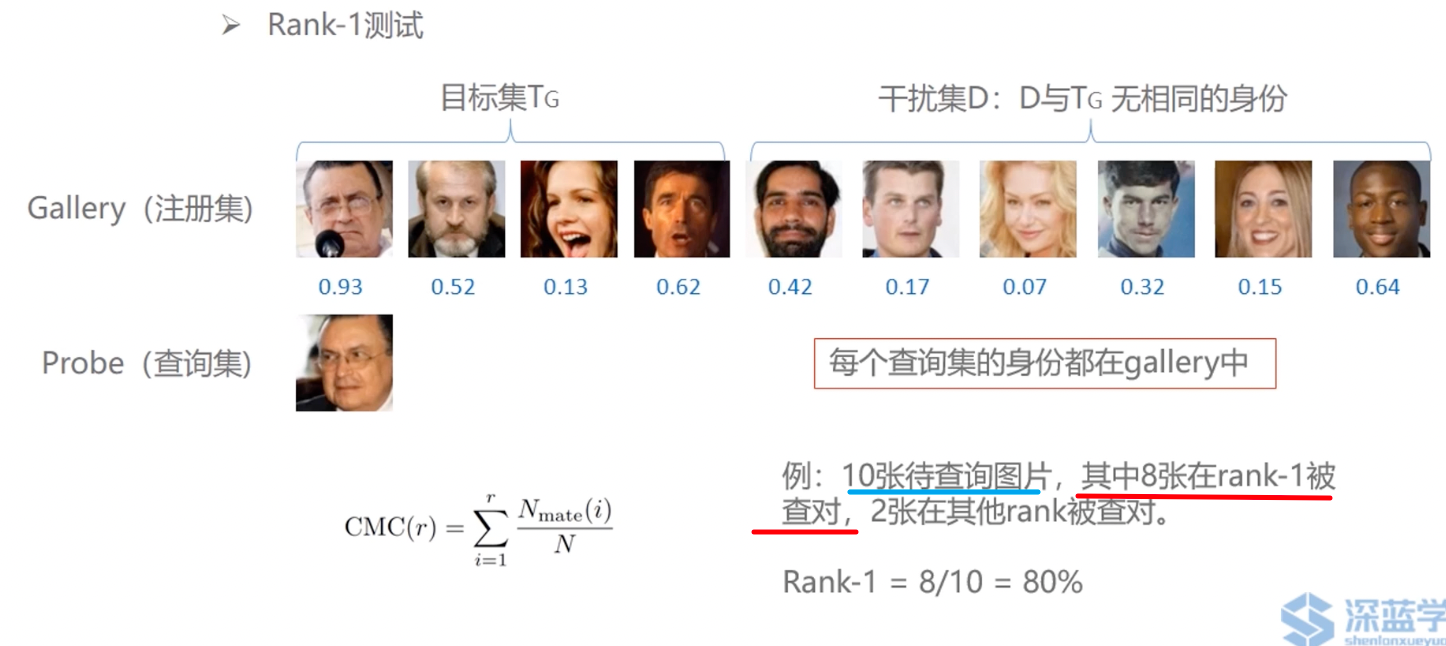 ➢ Rank-1测试
目标集TG
干扰集D：D与TG 无相同的身份
Gallery（注册集)
0.93 0.52 0.13 0.62 0.42 0.17 0.07 0.32 0.15 0.64
Probe（查询集)
每个查询集的身份都在gallery中
例：10张待查询图片，其中8张在rank-1被
查对，2张在其他rank被查对。
CMC(r) = \sum_{i=1}^{r} \frac{N_{mate}(i)}{N}
Rank-1 = 8/10 = 80%
深蓝学
shenlanxueyuo